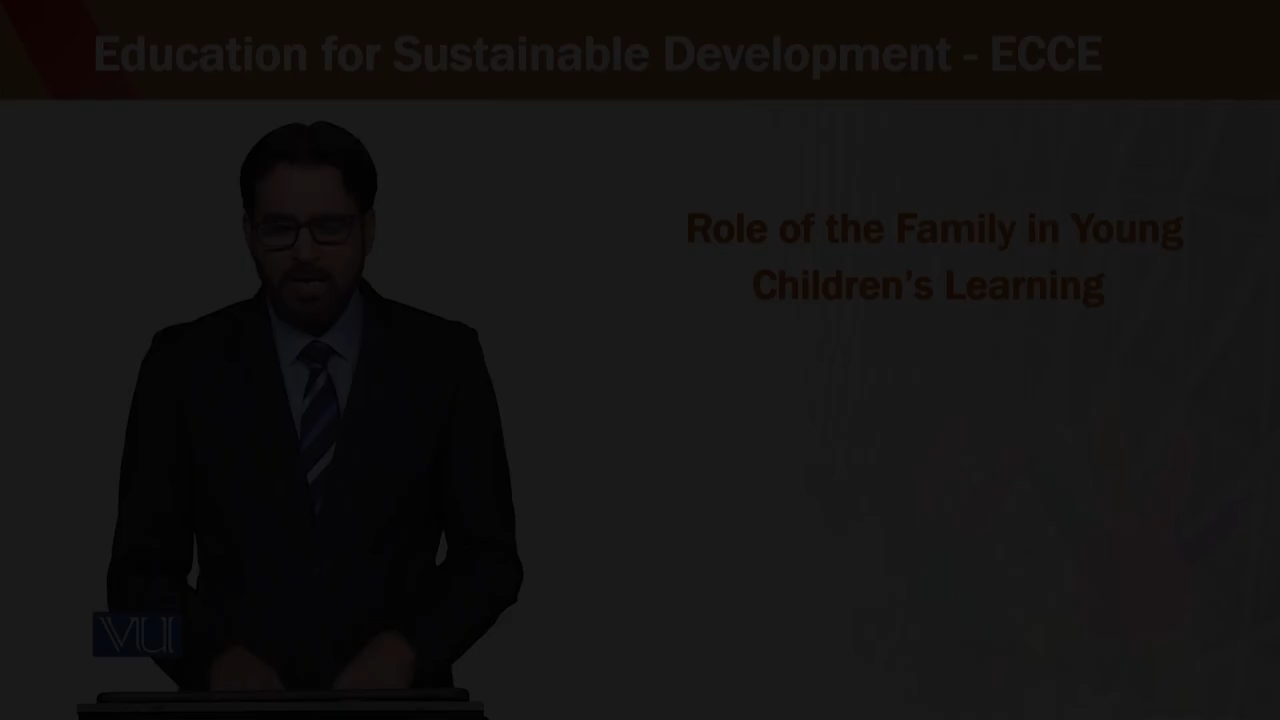 Education for Sustainable Development - ECCE
Role of the Family in Young
Children's Learning
VU